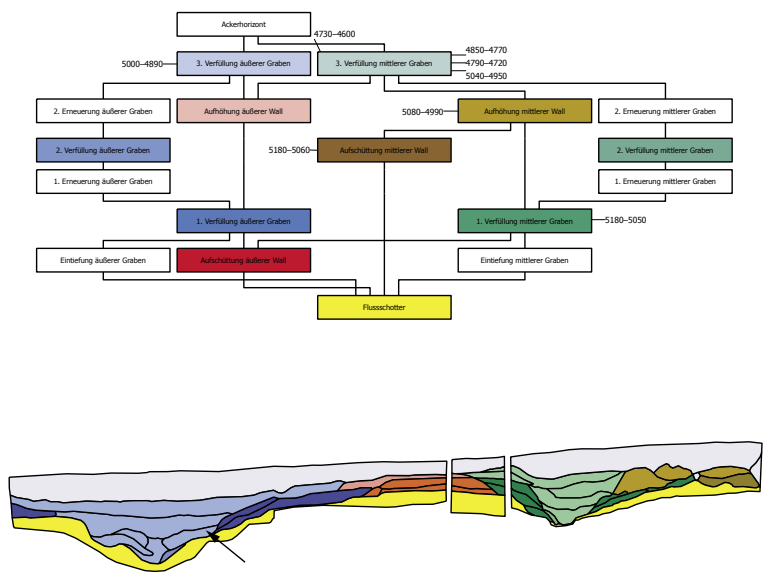 Ackerhorizont
4730–4600
5000–4890
3. Verfüllung äußerer Graben
3. Verfüllung mittlerer Graben
4850–4770
4790–4720
5040–4950
2. Erneuerung äußerer Graben
Aufhöhung äußerer Wall
5080–4990
Aufhöhung mittlerer Wall
2. Erneuerung mittlerer Graben
2. Verfüllung äußerer Graben
5180–5060
Aufschüttung mittlerer Wall
2. Verfüllung mittlerer Graben
1. Erneuerung äußerer Graben
1. Erneuerung mittlerer Graben
1. Verfüllung äußerer Graben
1. Verfüllung mittlerer Graben
5180–5050
Eintiefung äußerer Graben
Aufschüttung äußerer Wall
Eintiefung mittlerer Graben
Flussschotter